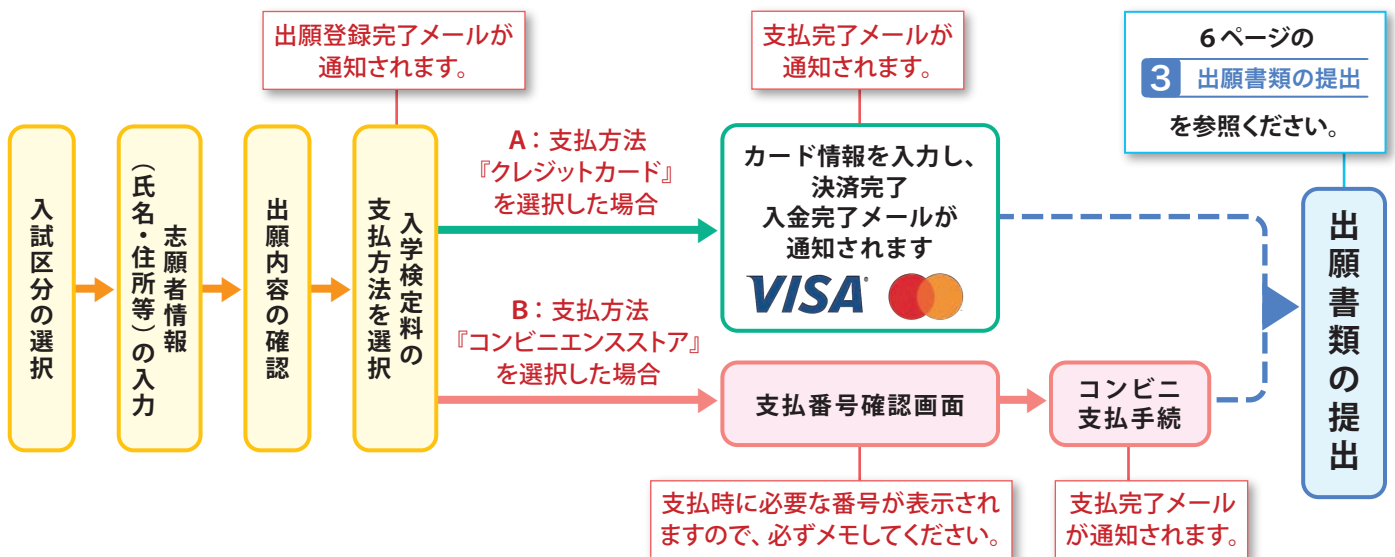 出願登録完了メールが
通知されます。
支払完了メールが
通知されます。
6ページの
3 出願書類の提出
を参照ください。
入試区分の選択
志願者情報
(氏名・住所等)の入力
出願内容の確認
入学検定料の
支払方法を選択
A：支払方法
『クレジットカード』
を選択した場合
カード情報を入力し、
決済完了
入金完了メールが
通知されます
VISA
B：支払方法
『コンビニエンスストア』
を選択した場合
支払番号確認画面
コンビニ
支払手続
出願書類の提出
支払時に必要な番号が表示され
ますので、必ずメモしてください。
支払完了メール
が通知されます。